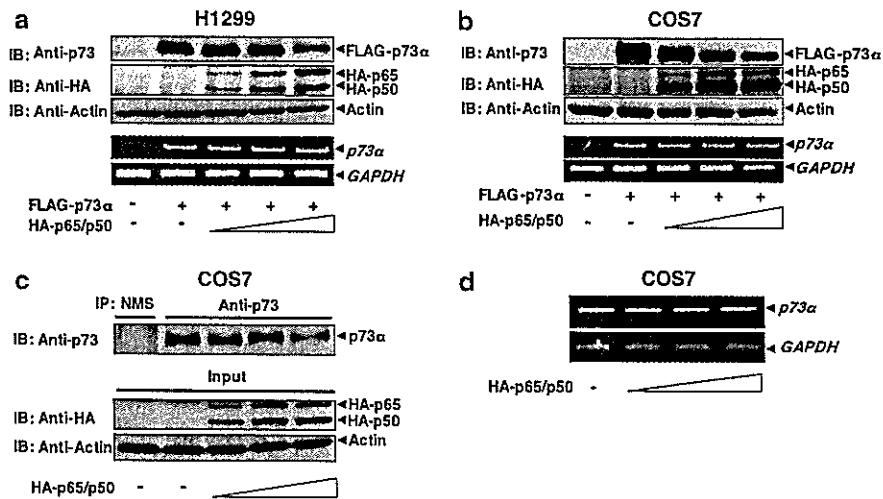 a
H1299
IB: Anti-p73
FLAG-p73α
IB: Anti-HA
HA-p65
HA-p50
IB: Anti-Actin
Actin
p73α
GAPDH
FLAG-p73α - + + + +
HA-p65/p50 - -
b
COS7
IB: Anti-p73
FLAG-p73α
IB: Anti-HA
HA-p65
HA-p50
IB: Anti-Actin
Actin
p73α
GAPDH
FLAG-p73α - + + + +
HA-p65/p50 - -
c
COS7
IP: NMS Anti-p73
IB: Anti-p73
p73α
Input
IB: Anti-HA
HA-p65
HA-p50
IB: Anti-Actin
Actin
HA-p65/p50 - -
d
COS7
p73α
GAPDH
HA-p65/p50 -